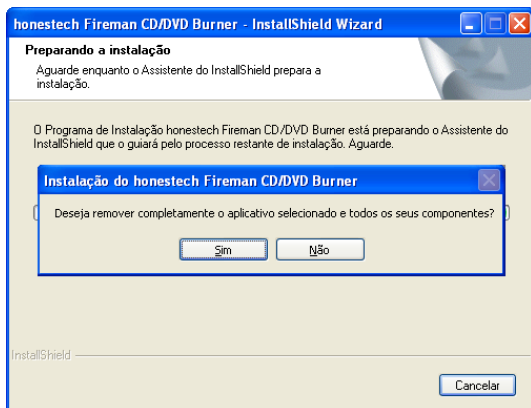 honestech Fireman CD/DVD Burner - InstallShield Wizard
Preparando a instalação
Aguarde enquanto o Assistente do InstallShield prepara a
instalação.
O Programa de Instalação honestech Fireman CD/DVD Burner está preparando o Assistente do
InstallShield que o guiará pelo processo restante de instalação. Aguarde.
Instalação do honestech Fireman CD/DVD Burner
Deseja remover completamente o aplicativo selecionado e todos os seus componentes?
Sim
Não
InstallShield
Cancelar